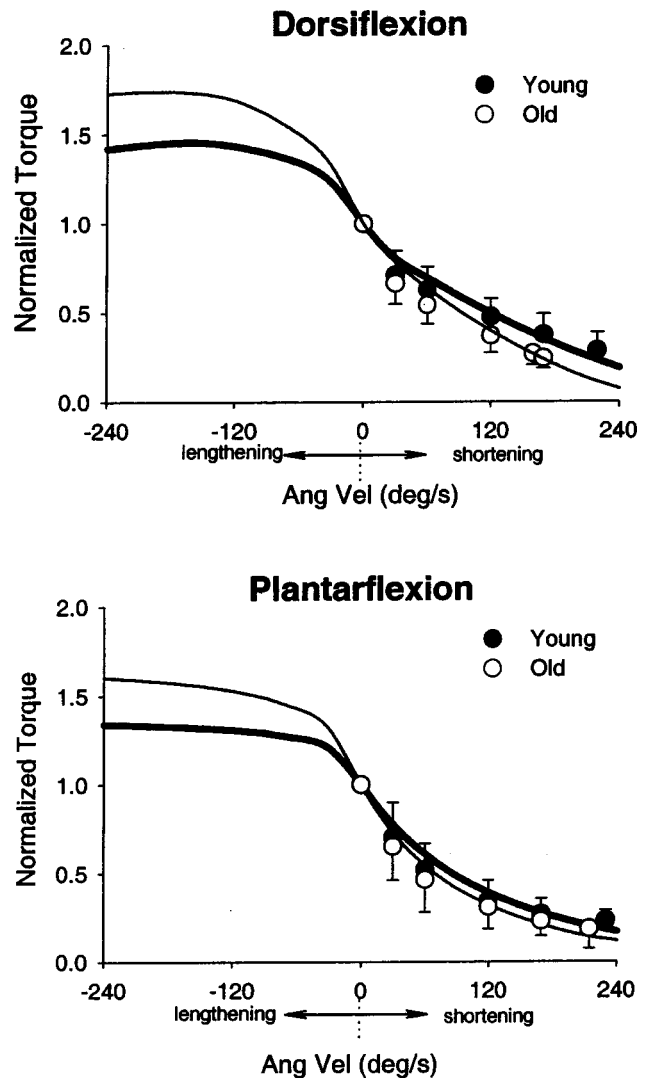 Dorsiflexion
2.0
1.5
1.0
0.5
0.0
Normalized Torque
Young
Old
-240 -120 0 120 240
lengthening shortening
Ang Vel (deg/s)
Plantarflexion
2.0
1.5
1.0
0.5
0.0
Normalized Torque
Young
Old
-240 -120 0 120 240
lengthening shortening
Ang Vel (deg/s)